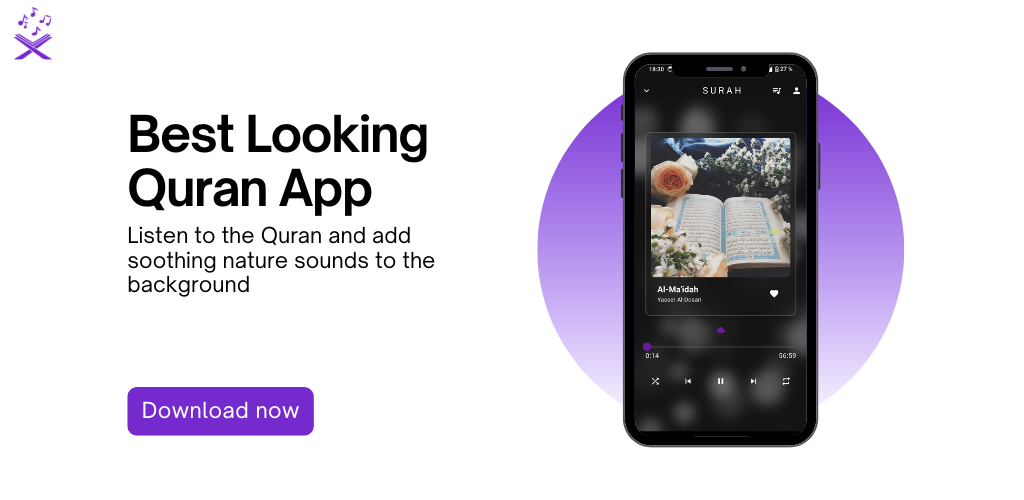 Best Looking
Quran App
Listen to the Quran and add
soothing nature sounds to the
background
Download now
18:30
27 %
SURAH
Al-Ma'idah
Yasser Al-Dosari
0:14
56:59